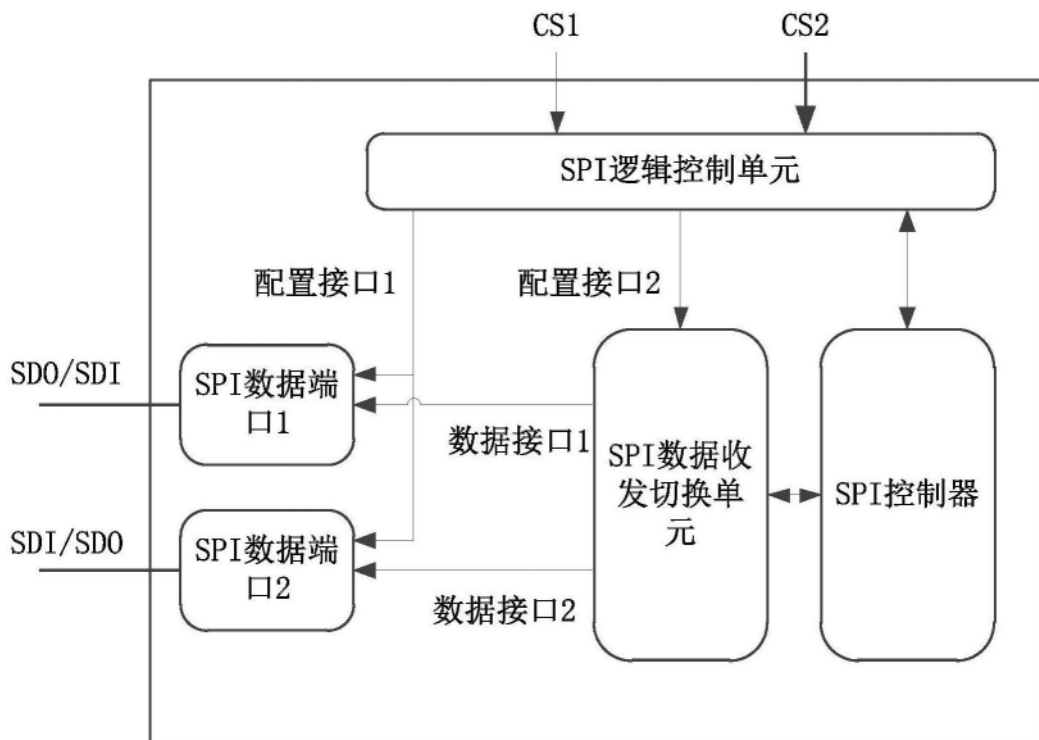 CS1
CS2
SPI逻辑控制单元
配置接口1
配置接口2
SDO/SDI
SPI数据端
口1
数据接口1
SPI数据收
发切换单
元
SPI控制器
SDI/SDO
SPI数据端
口2
数据接口2